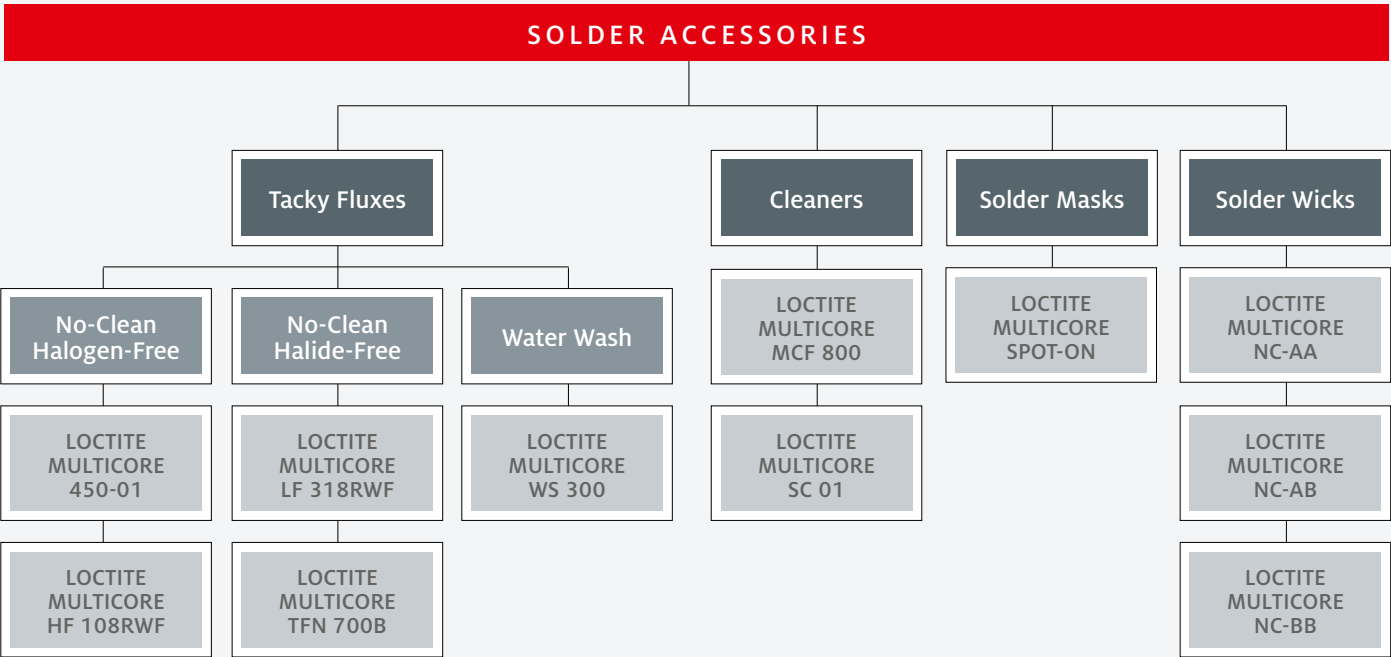 SOLDER ACCESSORIES
Tacky Fluxes
Cleaners
Solder Masks
Solder Wicks
No-Clean
Halogen-Free
No-Clean
Halide-Free
Water Wash
LOCTITE
MULTICORE
MCF 800
LOCTITE
MULTICORE
SPOT-ON
LOCTITE
MULTICORE
NC-AA
LOCTITE
MULTICORE
450-01
LOCTITE
MULTICORE
LF 318RWF
LOCTITE
MULTICORE
WS 300
LOCTITE
MULTICORE
SC 01
LOCTITE
MULTICORE
NC-AB
LOCTITE
MULTICORE
HF 108RWF
LOCTITE
MULTICORE
TFN 700B
LOCTITE
MULTICORE
NC-BB